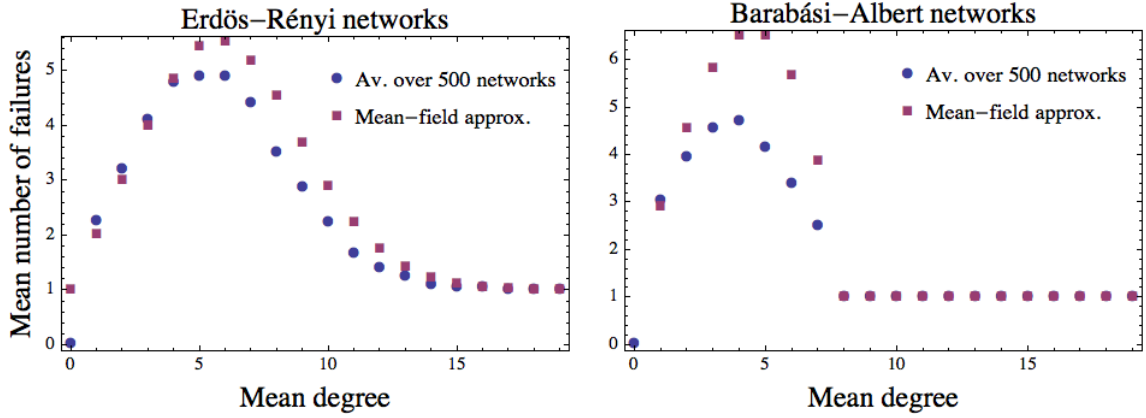 Erdös−Rényi networks
Mean number of failures
5
4
3
2
1
0
Av. over 500 networks
Mean−field approx.
0
5
10
15
Mean degree
Barabási−Albert networks
6
5
4
3
2
1
0
Av. over 500 networks
Mean−field approx.
0
5
10
15
Mean degree